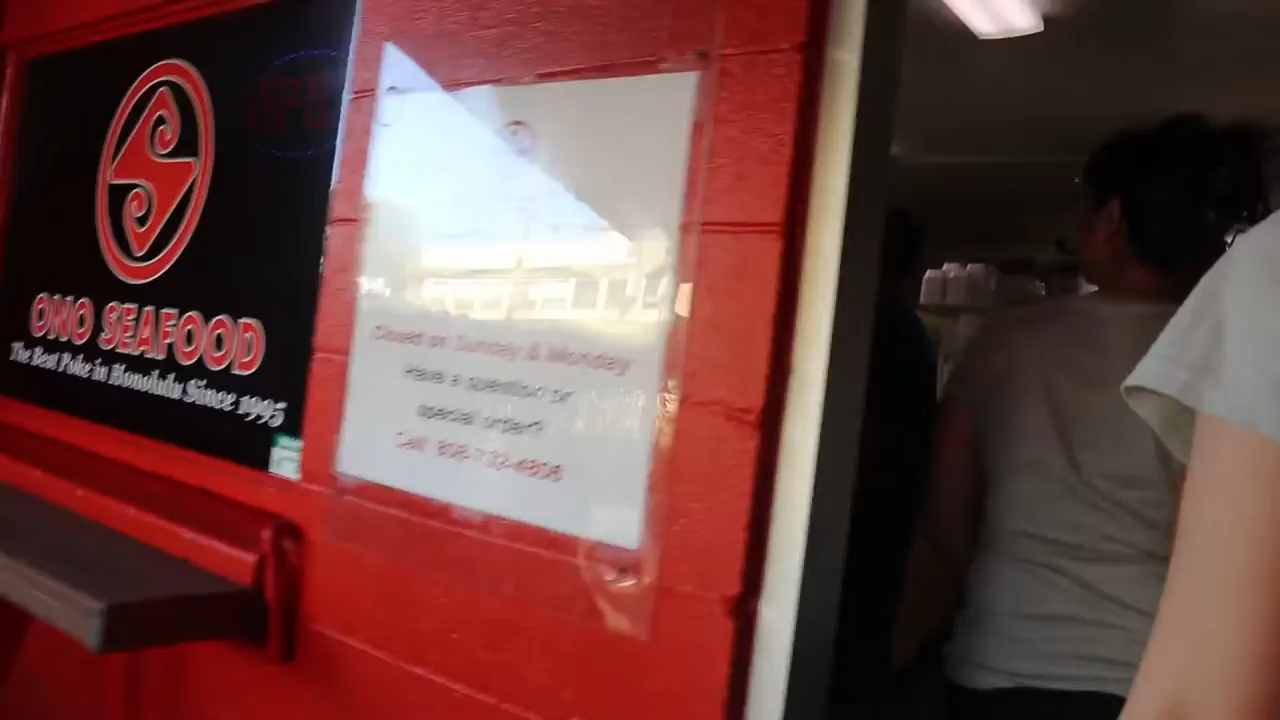 ONO SEAFOOD
The Best Poke in Honolulu Since 1995
Closed on Sunday & Monday
Have a question or
special order?
Call 808-732-4806